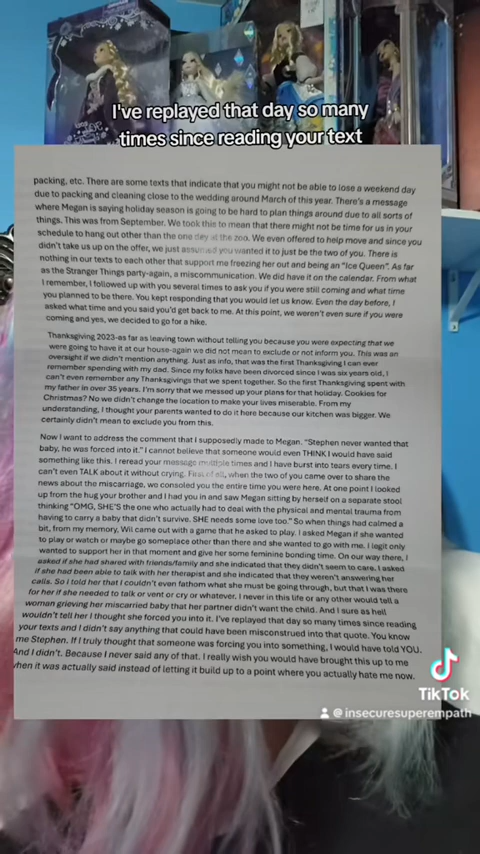 I've replayed that day so many
times since reading your text
packing, etc. There are some texts that indicate that you might not be able to lose a weekend day
due to packing and cleaning close to the wedding around March of this year. There's a message
where Megan is saying holiday season is going to be hard to plan things around due to all sorts of
things. This was from September. We took this to mean that there might not be time for us in your
schedule to hang out other than the one day at the zoo. We even offered to help move and since you
didn't take us up on the offer, we just assumed you wanted it to just be the two of you. There is
nothing in our texts to each other that support me freezing her out and being an "Ice Queen". As far
as the Stranger Things party-again, a miscommunication. We did have it on the calendar. From what
I remember, I followed up with you several times to ask you if you were still coming and what time
you planned to be there. You kept responding that you would let us know. Even the day before, I
asked what time and you said you'd get back to me. At this point, we weren't even sure if you were
coming and yes, we decided to go for a hike.
Thanksgiving 2023-as far as leaving town without telling you because you were expecting that we
were going to have it at our house-again we did not mean to exclude or not inform you. This was an
oversight if we didn't mention anything. Just as info, that was the first Thanksgiving I can ever
remember spending with my dad. Since my folks have been divorced since I was six years old, I
can't even remember any Thanksgivings that we spent together. So the first Thanksgiving spent with
my father in over 35 years. I'm sorry that we messed up your plans for that holiday. Cookies for
Christmas? No we didn't change the location to make your lives miserable. From my
understanding, I thought your parents wanted to do it here because our kitchen was bigger. We
certainly didn't mean to exclude you from this.
Now I want to address the comment that I supposedly made to Megan. "Stephen never wanted that
baby, he was forced into it." I cannot believe that someone would even THINK I would have said
something like this. I reread your message multiple times and I have burst into tears every time. I
can't even TALK about it without crying. First of all, when the two of you came over to share the
news about the miscarriage, we consoled you the entire time you were here. At one point I looked
up from the hug your brother and I had you in and saw Megan sitting by herself on a separate stool
thinking "OMG, SHE'S the one who actually had to deal with the physical and mental trauma from
having to carry a baby that didn't survive. SHE needs some love too." So when things had calmed a
bit, from my memory, Wil came out with a game that he asked to play. I asked Megan if she wanted
to play or watch or maybe go someplace other than there and she wanted to go with me. I legit only
wanted to support her in that moment and give her some feminine bonding time. On our way there, I
asked if she had shared with friends/family and she indicated that they didn't seem to care. I asked
if she had been able to talk with her therapist and she indicated that they weren't answering her
calls. So I told her that I couldn't even fathom what she must be going through, but that I was there
for her if she needed to talk or vent or cry or whatever. I never in this life or any other would tell a
woman grieving her miscarried baby that her partner didn't want the child. And I sure as hell
wouldn't tell her I thought she forced you into it. I've replayed that day so many times since reading
your texts and I didn't say anything that could have been misconstrued into that quote. You know
me Stephen. If I truly thought that someone was forcing you into something, I would have told YOU.
And I didn't. Because I never said any of that. I really wish you would have brought this up to me
when it was actually said instead of letting it build up to a point where you actually hate me now.
TikTok
@insecuresuperempath